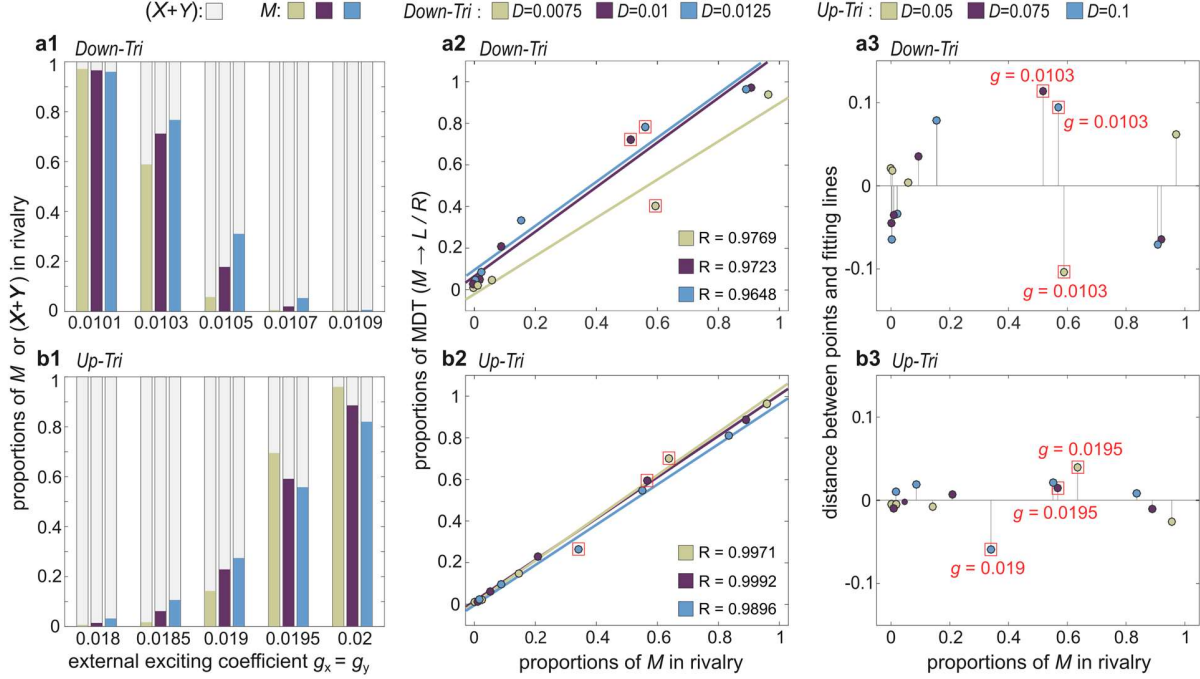 (X+Y): M:
Down-Tri : D=0.0075 D=0.01 D=0.0125
Up-Tri : D=0.05 D=0.075 D=0.1
a1 Down-Tri
1
0.8
0.6
0.4
0.2
0
0.0101 0.0103 0.0105 0.0107 0.0109
proportions of M or (X+Y) in rivalry
b1 Up-Tri
1
0.8
0.6
0.4
0.2
0
0.018 0.0185 0.019 0.0195 0.02
external exciting coefficient gx = gy
a2 Down-Tri
1
0.8
0.6
0.4
0.2
0
R = 0.9769
R = 0.9723
R = 0.9648
0 0.2 0.4 0.6 0.8 1
proportions of MDT (M → L / R)
b2 Up-Tri
1
0.8
0.6
0.4
0.2
0
R = 0.9971
R = 0.9992
R = 0.9896
0 0.2 0.4 0.6 0.8 1
proportions of M in rivalry
a3 Down-Tri
g = 0.0103
g = 0.0103
g = 0.0103
0.1
0
-0.1
0 0.2 0.4 0.6 0.8 1
distance between points and fitting lines
b3 Up-Tri
g = 0.0195
g = 0.0195
g = 0.019
0.1
0
-0.1
0 0.2 0.4 0.6 0.8 1
proportions of M in rivalry